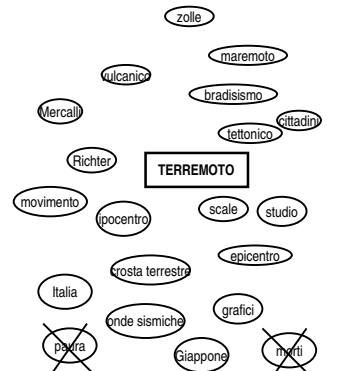 zolle
maremoto
vulcanico
bradisismo
Mercalli
cittadini
tettonico
Richter
TERREMOTO
movimento
ipocentro
scale
studio
epicentro
crosta terrestre
Italia
grafici
onde sismiche
paura
Giappone
morti